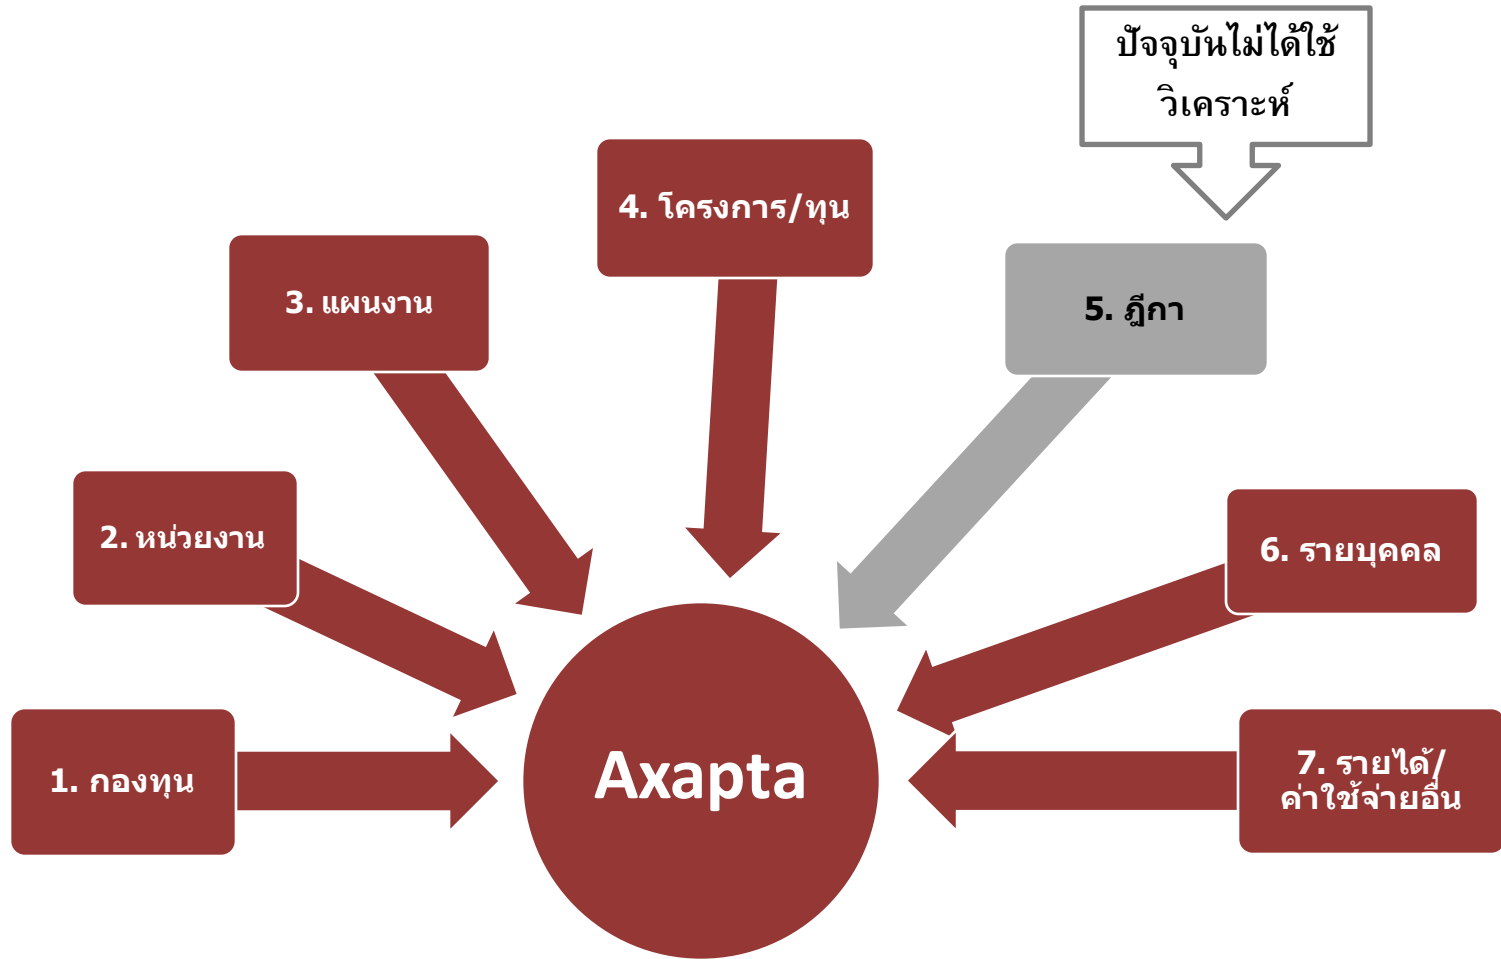 ปัจจุบันไม่ได้ใช้
วิเคราะห์
4. โครงการ/ทุน
3. แผนงาน
5. ฎีกา
2. หน่วยงาน
6. รายบุคคล
1. กองทุน
Axapta
7. รายได้/
ค่าใช้จ่ายอื่น